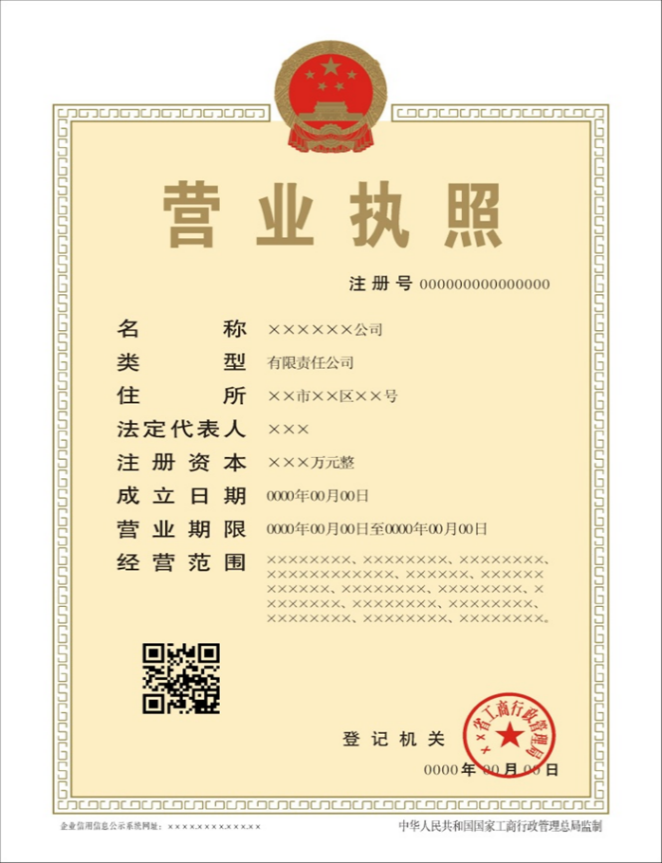 营业执照
注册号 000000000000000
名称 ××××××公司
类型 有限责任公司
住所 ××市××区××号
法定代表人 ×××
注册资本 ×××万元整
成立日期 0000年00月00日
营业期限 0000年00月00日至0000年00月00日
经营范围 ××××××××、××××××××、××××××××、
××××××××××××、××××××、××××××
××××××、××××××××、××××××××、×
×××××××、××××××××、××××××××、
××××××××、××××××××、××××××××。
××省工商行政管理局
登记机关
0000年00月00日
企业信用信息公示系统网址：××××.××××.×××.××
中华人民共和国国家工商行政管理总局监制